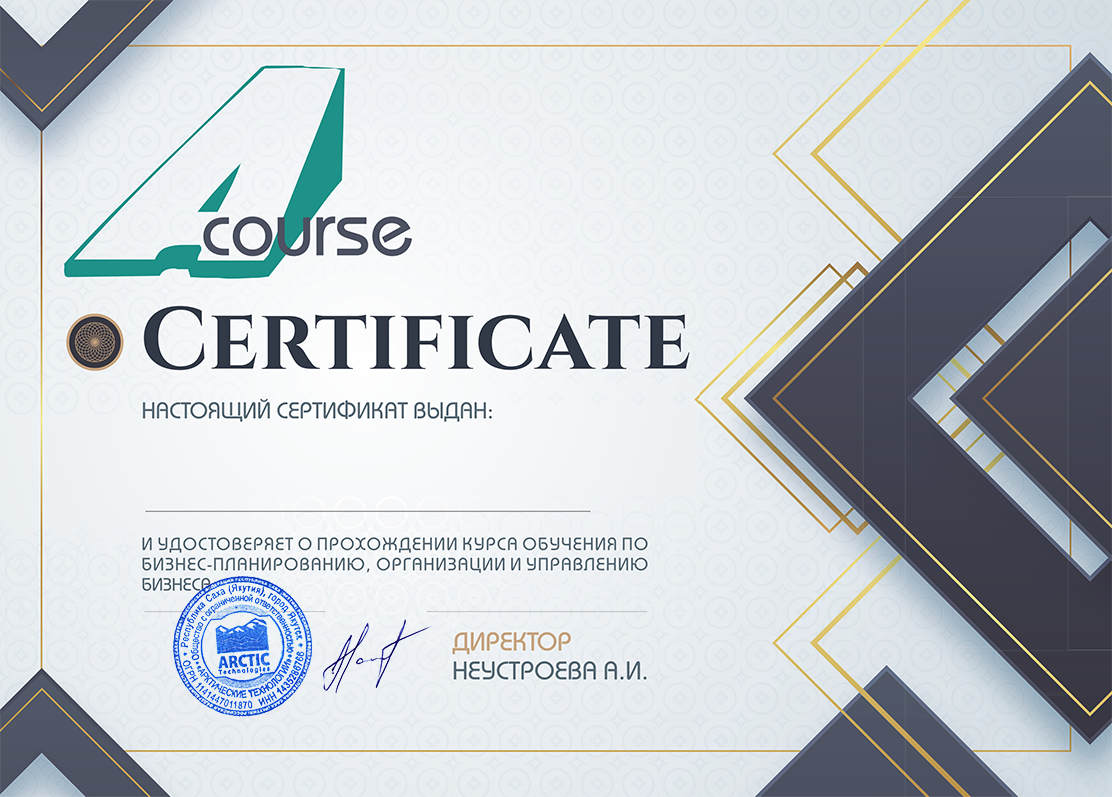 course
CERTIFICATE
НАСТОЯЩИЙ СЕРТИФИКАТ ВЫДАН:
И УДОСТОВЕРЯЕТ О ПРОХОЖДЕНИИ КУРСА ОБУЧЕНИЯ ПО
БИЗНЕС-ПЛАНИРОВАНИЮ, ОРГАНИЗАЦИИ И УПРАВЛЕНИЮ
БИЗНЕСА
Республика Саха (Якутия), город Якутск
Общество с ограниченной ответственностью
ARCTIC
Technologies
«АРКТИЧЕСКИЕ ТЕХНОЛОГИИ»
ОГРН 1141447011870 ИНН 1435286766
ДИРЕКТОР
НЕУСТРОЕВА А.И.